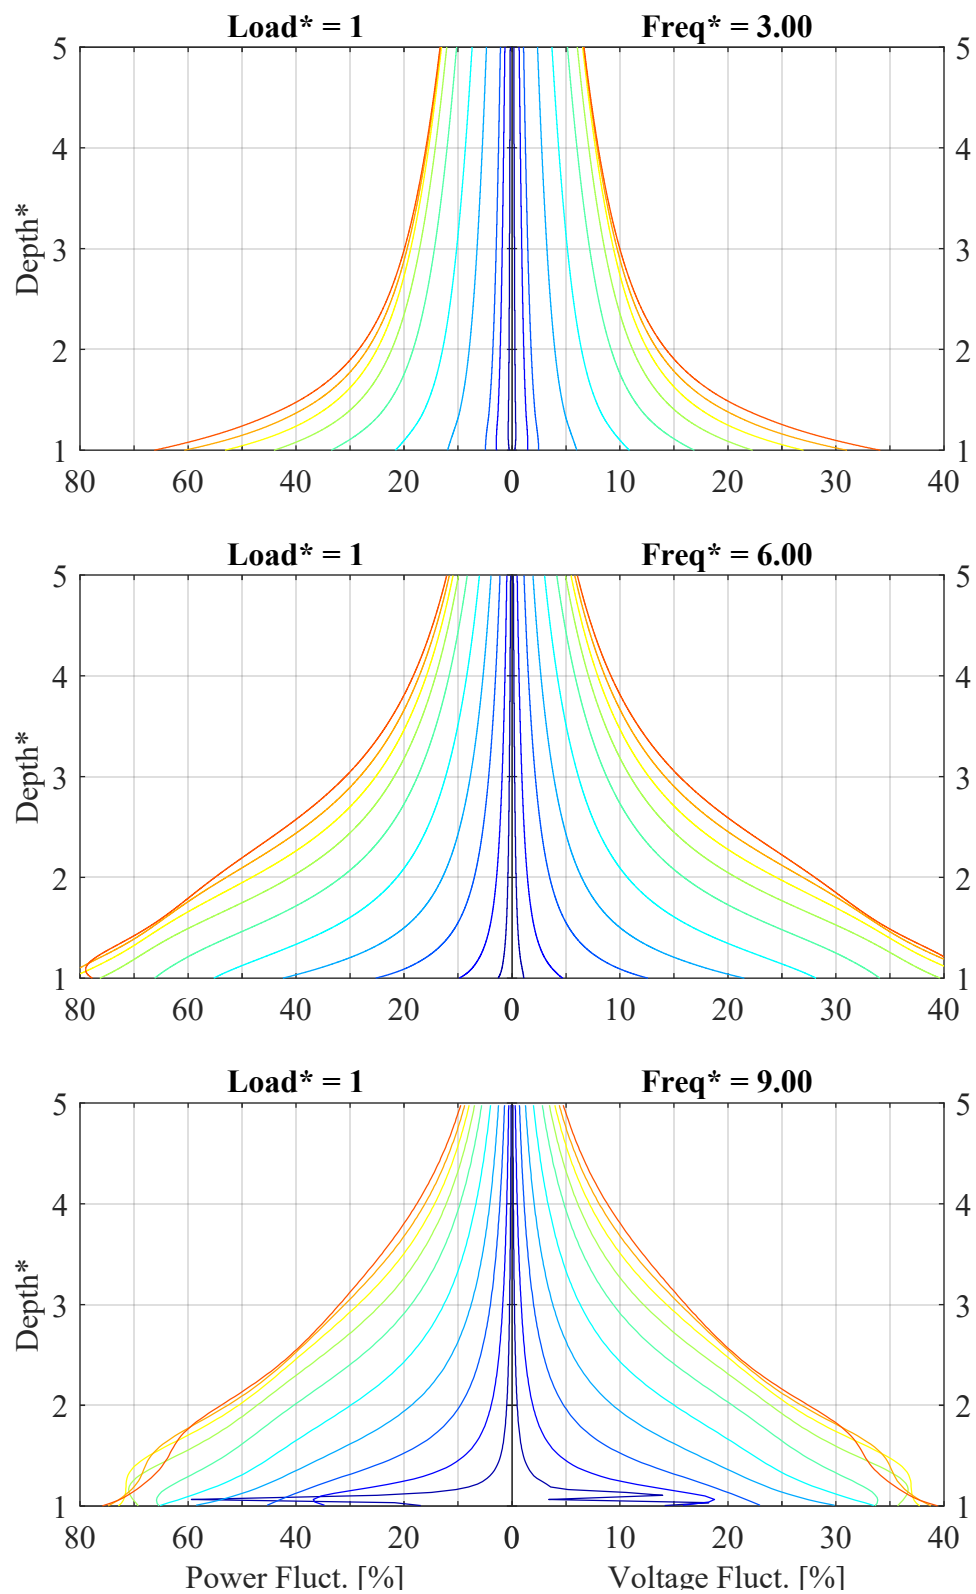 Load* = 1 Freq* = 3.00
5 5
4 4
Depth*
3 3
2 2
1 1
80 60 40 20 0 10 20 30 40
Load* = 1 Freq* = 6.00
5 5
4 4
Depth*
3 3
2 2
1 1
80 60 40 20 0 10 20 30 40
Load* = 1 Freq* = 9.00
5 5
4 4
Depth*
3 3
2 2
1 1
80 60 40 20 0 10 20 30 40
Power Fluct. [%] Voltage Fluct. [%]